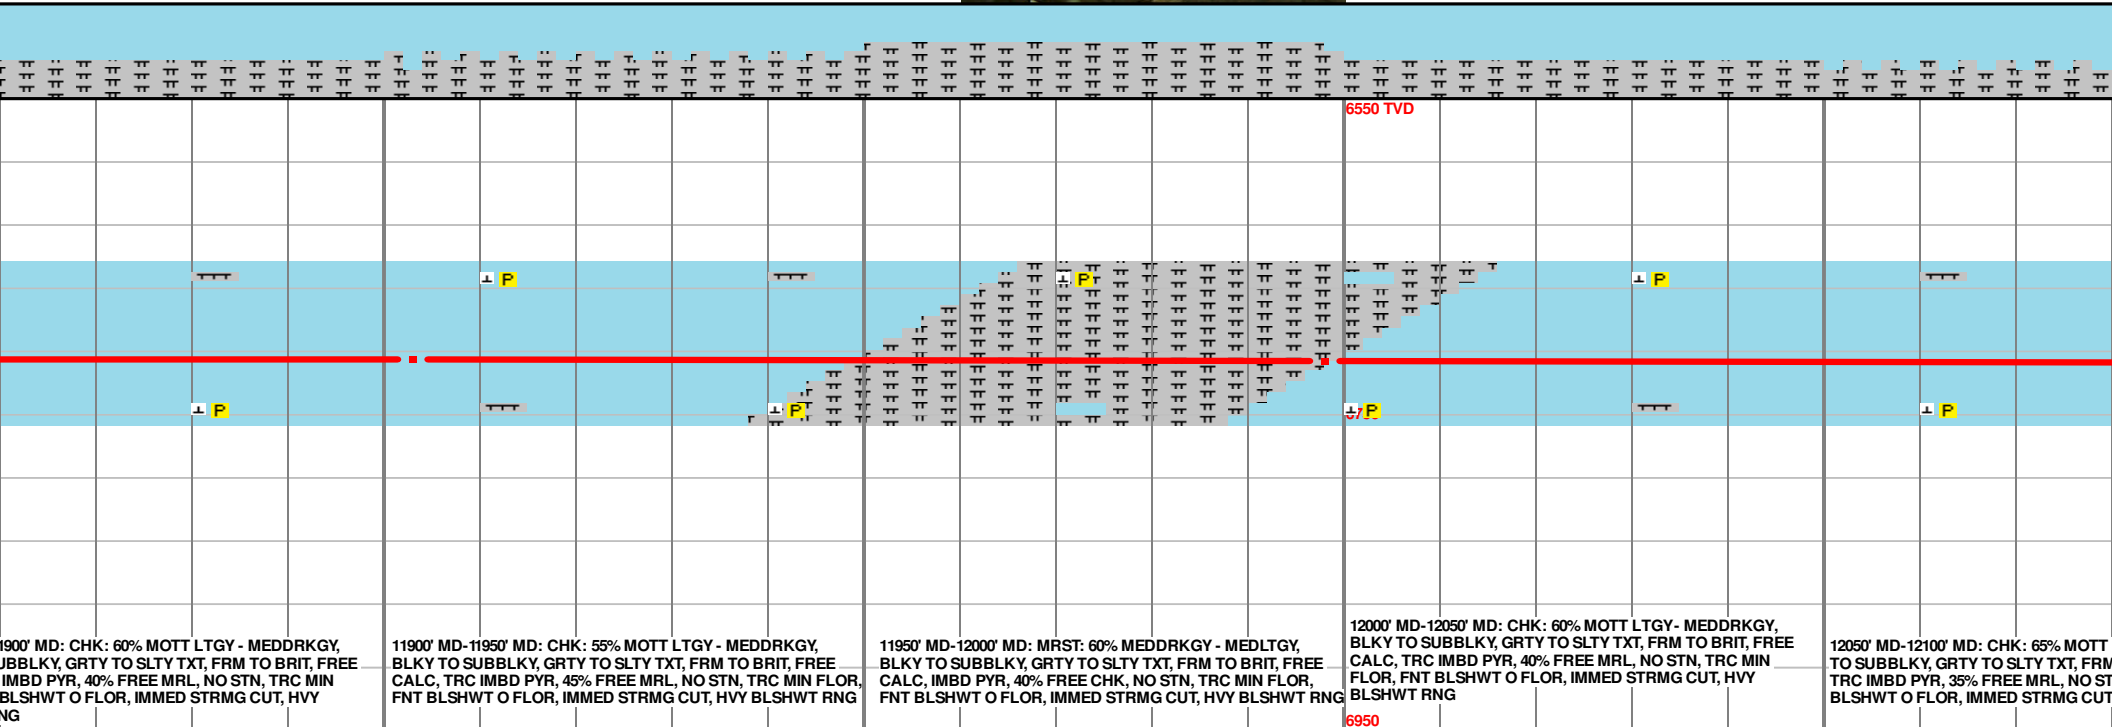 6550 TVD
P
P
P
P
P
P
P
P
1900' MD: CHK: 60% MOTT LTGY - MEDDRKGY,
UBBLKY, GRTY TO SLTY TXT, FRM TO BRIT, FREE
IMBD PYR, 40% FREE MRL, NO STN, TRC MIN
BLSHWT O FLOR, IMMED STRMG CUT, HVY
NG
11900' MD-11950' MD: CHK: 55% MOTT LTGY - MEDDRKGY,
BLKY TO SUBBLKY, GRTY TO SLTY TXT, FRM TO BRIT, FREE
CALC, TRC IMBD PYR, 45% FREE MRL, NO STN, TRC MIN FLOR,
FNT BLSHWT O FLOR, IMMED STRMG CUT, HVY BLSHWT RNG
11950' MD-12000' MD: MRST: 60% MEDDRKGY - MEDLTGY,
BLKY TO SUBBLKY, GRTY TO SLTY TXT, FRM TO BRIT, FREE
CALC, IMBD PYR, 40% FREE CHK, NO STN, TRC MIN FLOR,
FNT BLSHWT O FLOR, IMMED STRMG CUT, HVY BLSHWT RNG
12000' MD-12050' MD: CHK: 60% MOTT LTGY- MEDDRKGY,
BLKY TO SUBBLKY, GRTY TO SLTY TXT, FRM TO BRIT, FREE
CALC, TRC IMBD PYR, 40% FREE MRL, NO STN, TRC MIN
FLOR, FNT BLSHWT O FLOR, IMMED STRMG CUT, HVY
BLSHWT RNG
12050' MD-12100' MD: CHK: 65% MOTT
TO SUBBLKY, GRTY TO SLTY TXT, FRM
TRC IMBD PYR, 35% FREE MRL, NO ST
BLSHWT O FLOR, IMMED STRMG CUT
6950